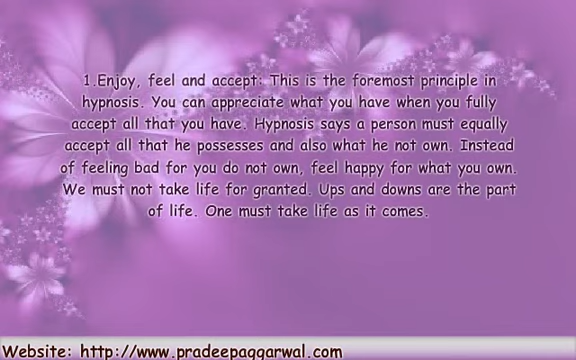 1.Enjoy, feel and accept: This is the foremost principle in
hypnosis. You can appreciate what you have when you fully
accept all that you have. Hypnosis says a person must equally
accept all that he possesses and also what he not own. Instead
of feeling bad for you do not own, feel happy for what you own.
We must not take life for granted. Ups and downs are the part
of life. One must take life as it comes.
Website: http://www.pradeepaggarwal.com